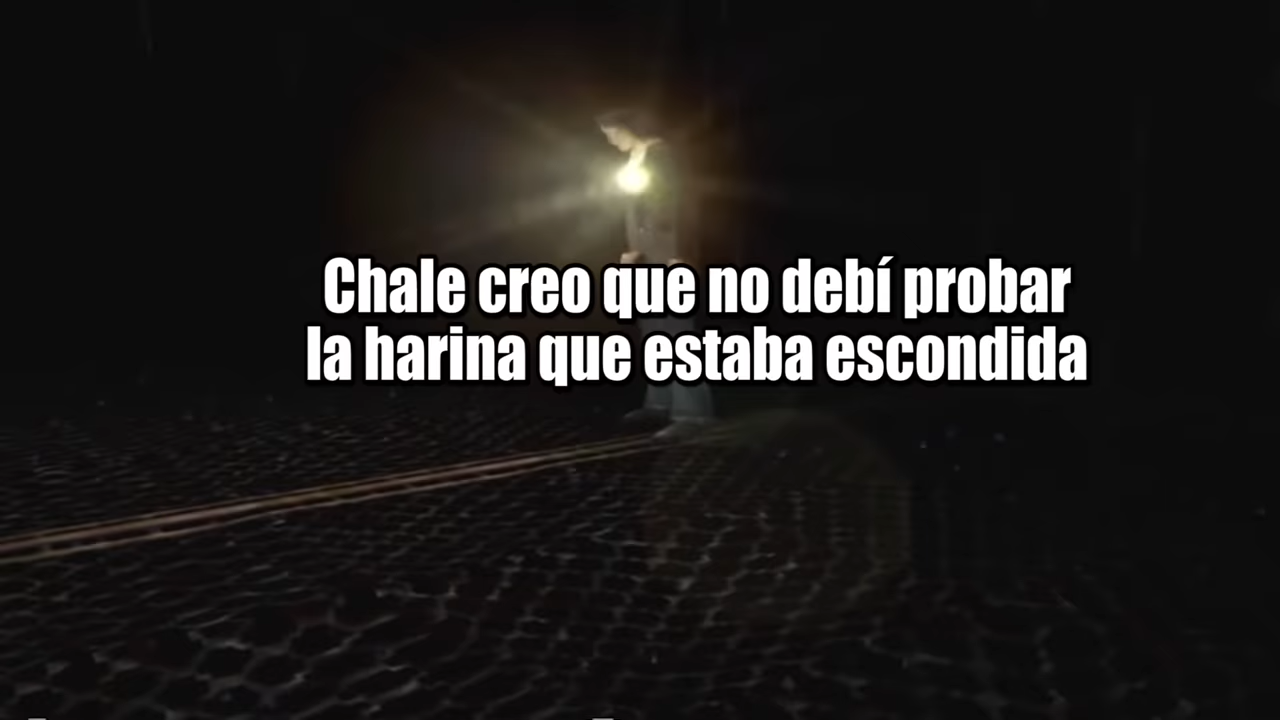 Chale creo que no debí probar
la harina que estaba escondida